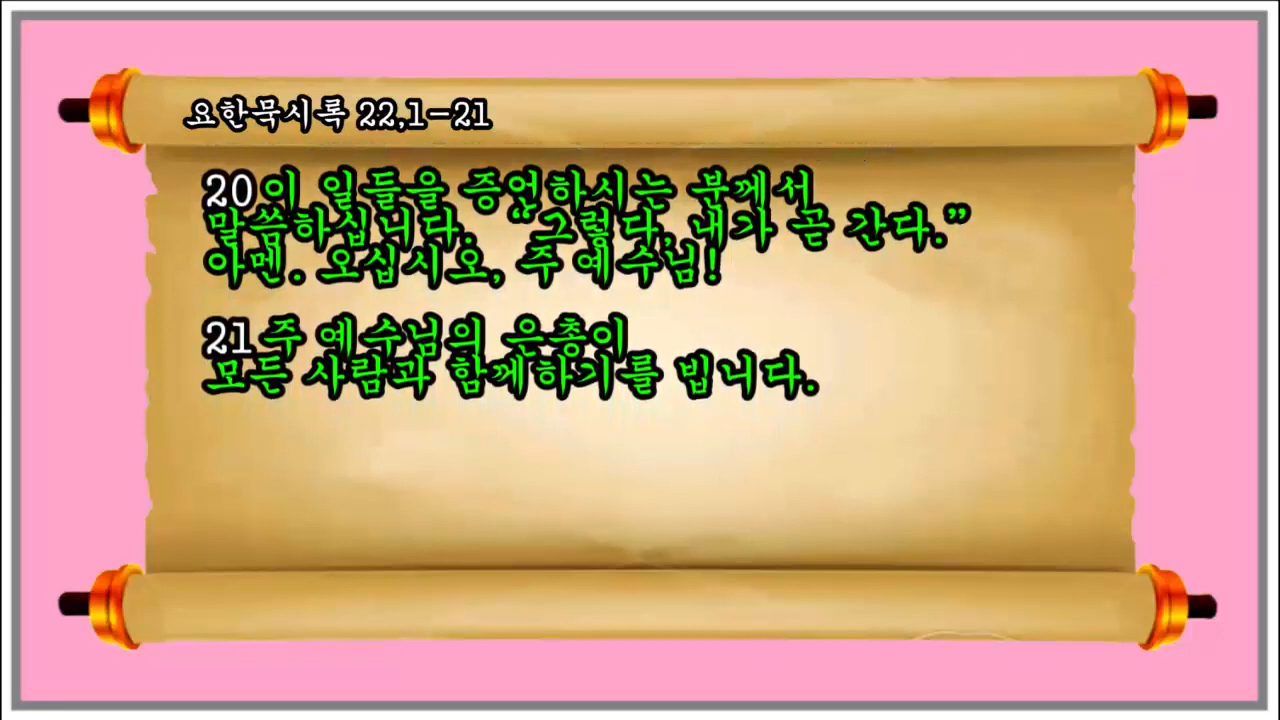 요한묵시록 22,1-21
20이 일들을 증언하시는 분께서
말씀하십니다. “그렇다, 내가 곧 간다.”
아멘. 오십시오, 주 예수님!
21 주 예수님의 은총이
모든 사람과 함께하기를 빕니다.